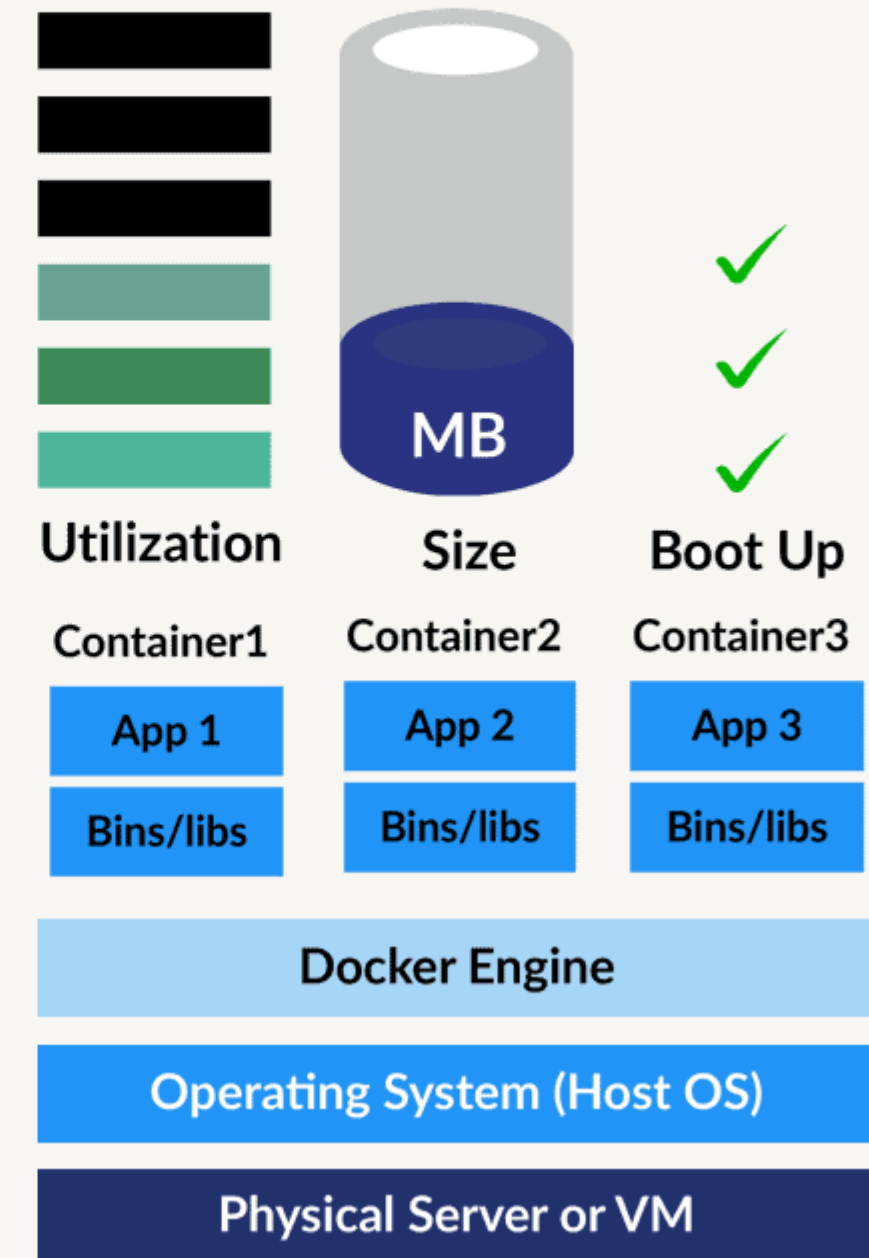 MB
Utilization Size Boot Up
Container1 Container2 Container3
App 1 App 2 App 3
Bins/libs Bins/libs Bins/libs
Docker Engine
Operating System (Host OS)
Physical Server or VM